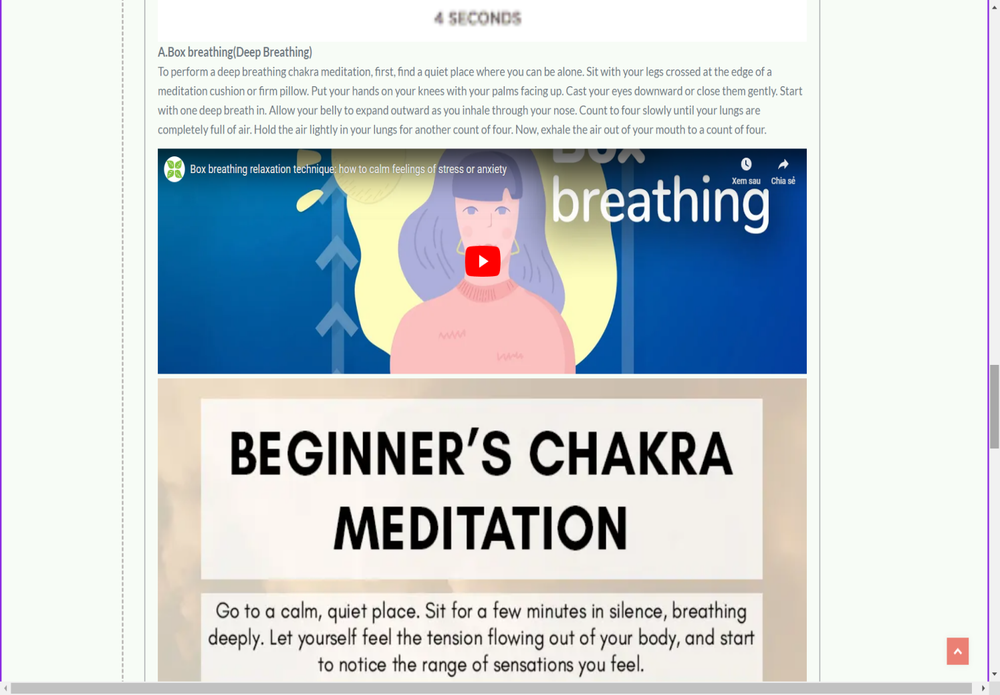 4 SECONDS
A.Box breathing(Deep Breathing)
To perform a deep breathing chakra meditation, first, find a quiet place where you can be alone. Sit with your legs crossed at the edge of a
meditation cushion or firm pillow. Put your hands on your knees with your palms facing up. Cast your eyes downward or close them gently. Start
with one deep breath in. Allow your belly to expand outward as you inhale through your nose. Count to four slowly until your lungs are
completely full of air. Hold the air lightly in your lungs for another count of four. Now, exhale the air out of your mouth to a count of four.
Box breathing relaxation technique: how to calm feelings of stress or anxiety
Xem sau
Chia sẻ
Box
breathing
BEGINNER'S CHAKRA
MEDITATION
Go to a calm, quiet place. Sit for a few minutes in silence, breathing
deeply. Let yourself feel the tension flowing out of your body, and start
to notice the range of sensations you feel.